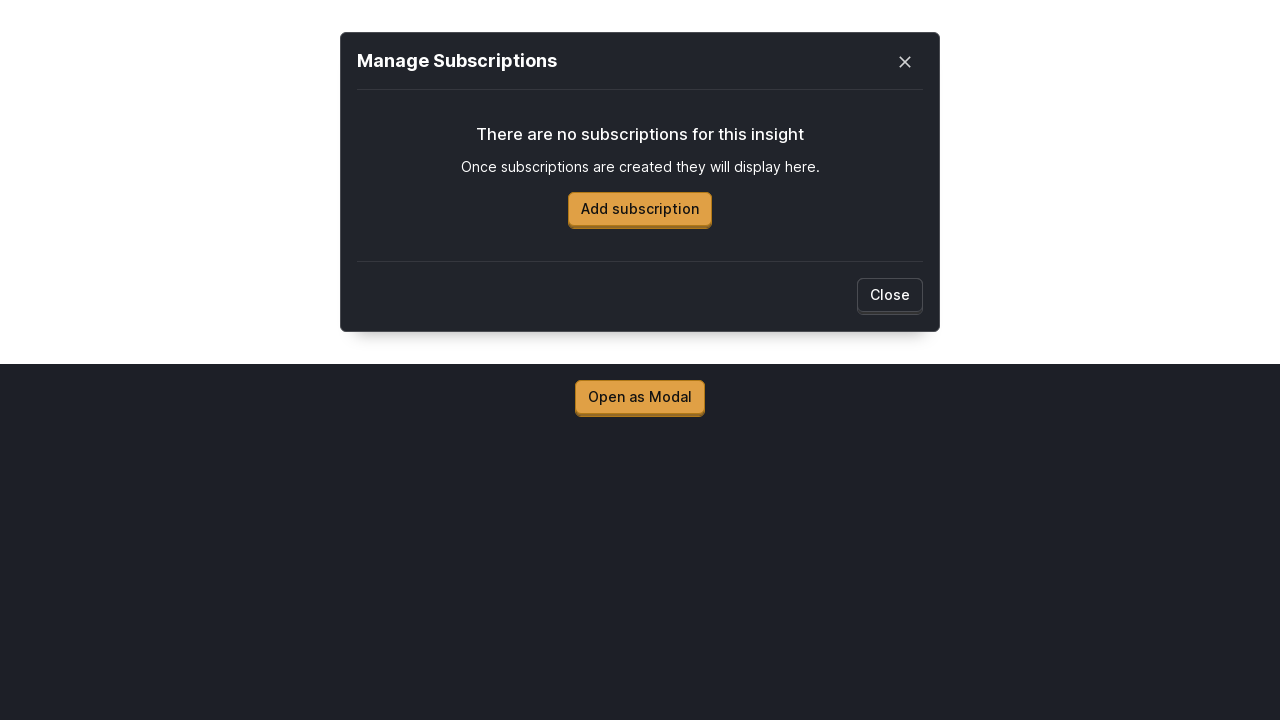 Manage Subscriptions
There are no subscriptions for this insight
Once subscriptions are created they will display here.
Add subscription
Close
Open as Modal